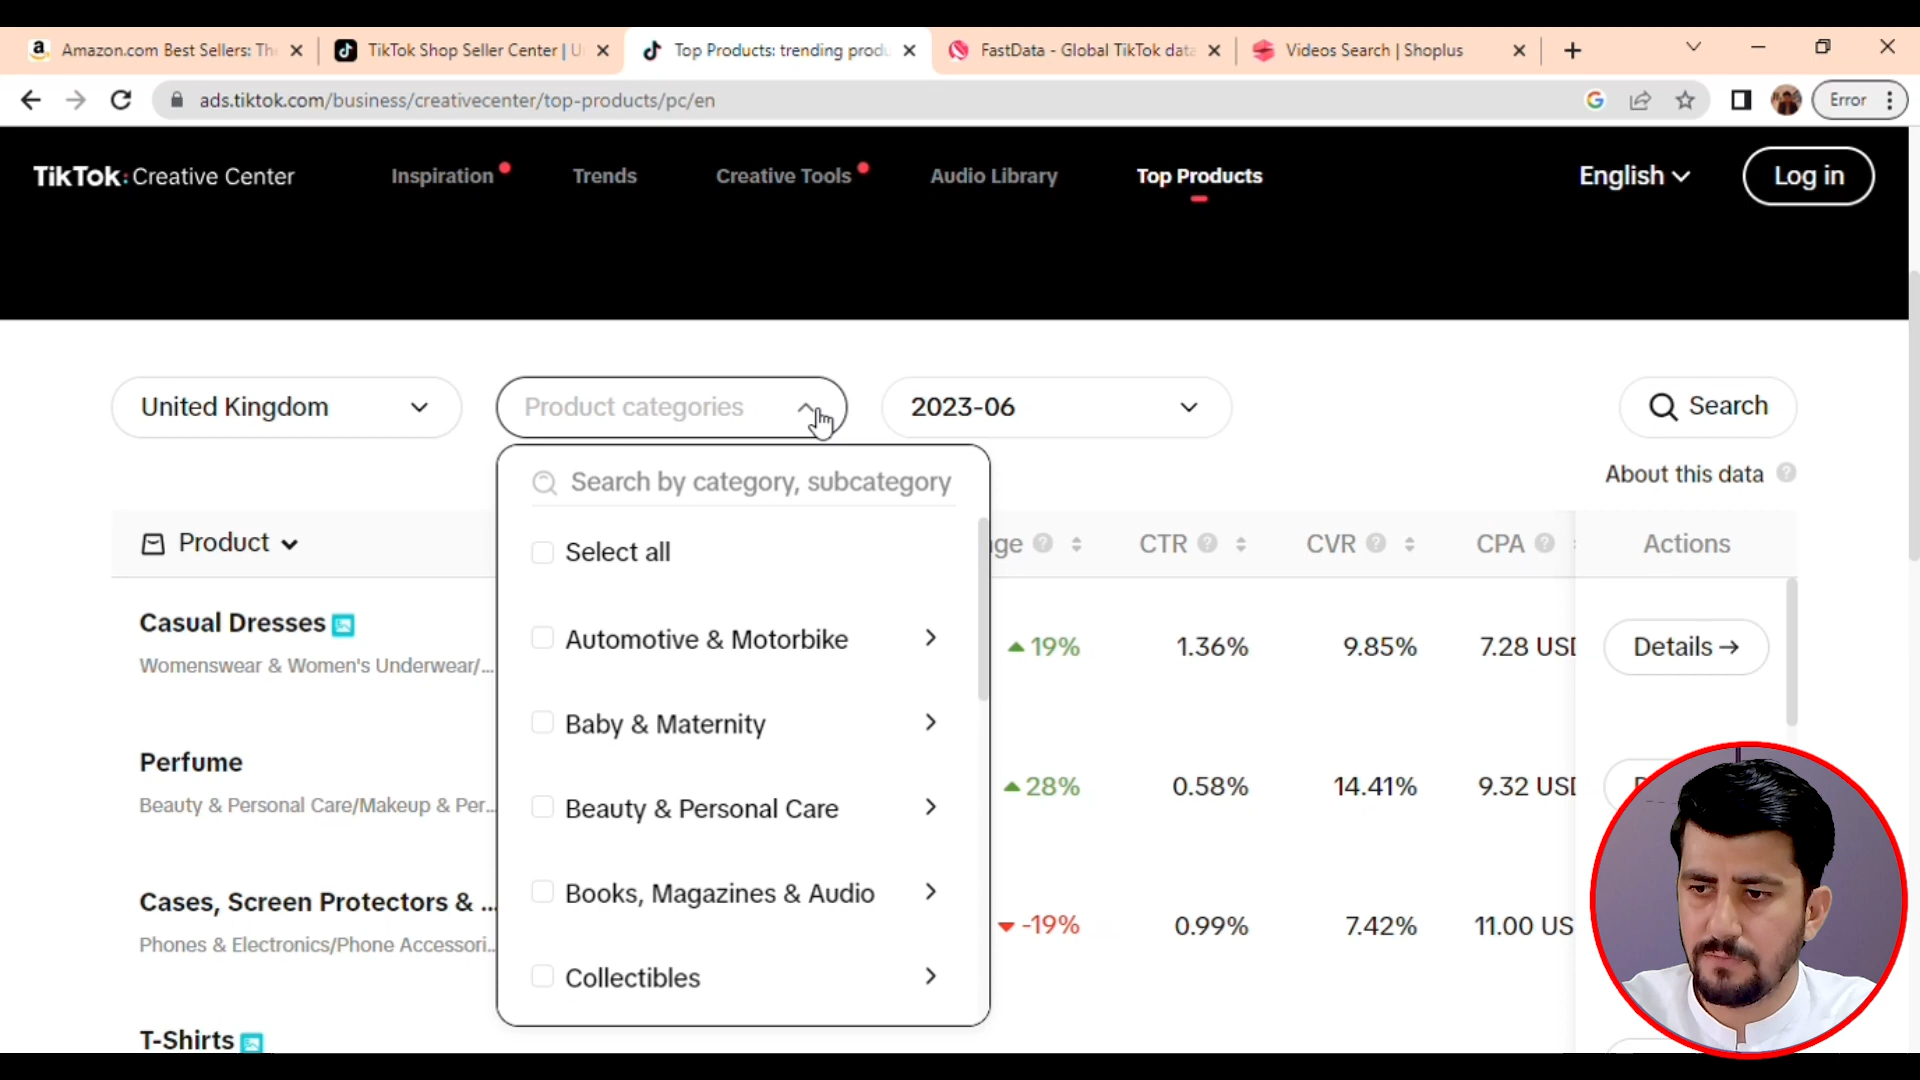 Amazon.com Best Sellers: Th
TikTok Shop Seller Center | U
Top Products: trending produ
FastData - Global TikTok data
Videos Search | Shoplus
ads.tiktok.com/business/creativecenter/top-products/pc/en
Error
TikTok: Creative Center
Inspiration
Trends
Creative Tools
Audio Library
Top Products
English
Log in
United Kingdom
Product categories
2023-06
Search
About this data
Search by category, subcategory
Select all
Automotive & Motorbike
Baby & Maternity
Beauty & Personal Care
Books, Magazines & Audio
Collectibles
Product
ge
CTR
CVR
CPA
Actions
Casual Dresses
Womenswear & Women's Underwear/...
19%
1.36%
9.85%
7.28 USD
Details →
Perfume
Beauty & Personal Care/Makeup & Per...
28%
0.58%
14.41%
9.32 USD
Cases, Screen Protectors & ...
Phones & Electronics/Phone Accessori...
-19%
0.99%
7.42%
11.00 US
T-Shirts